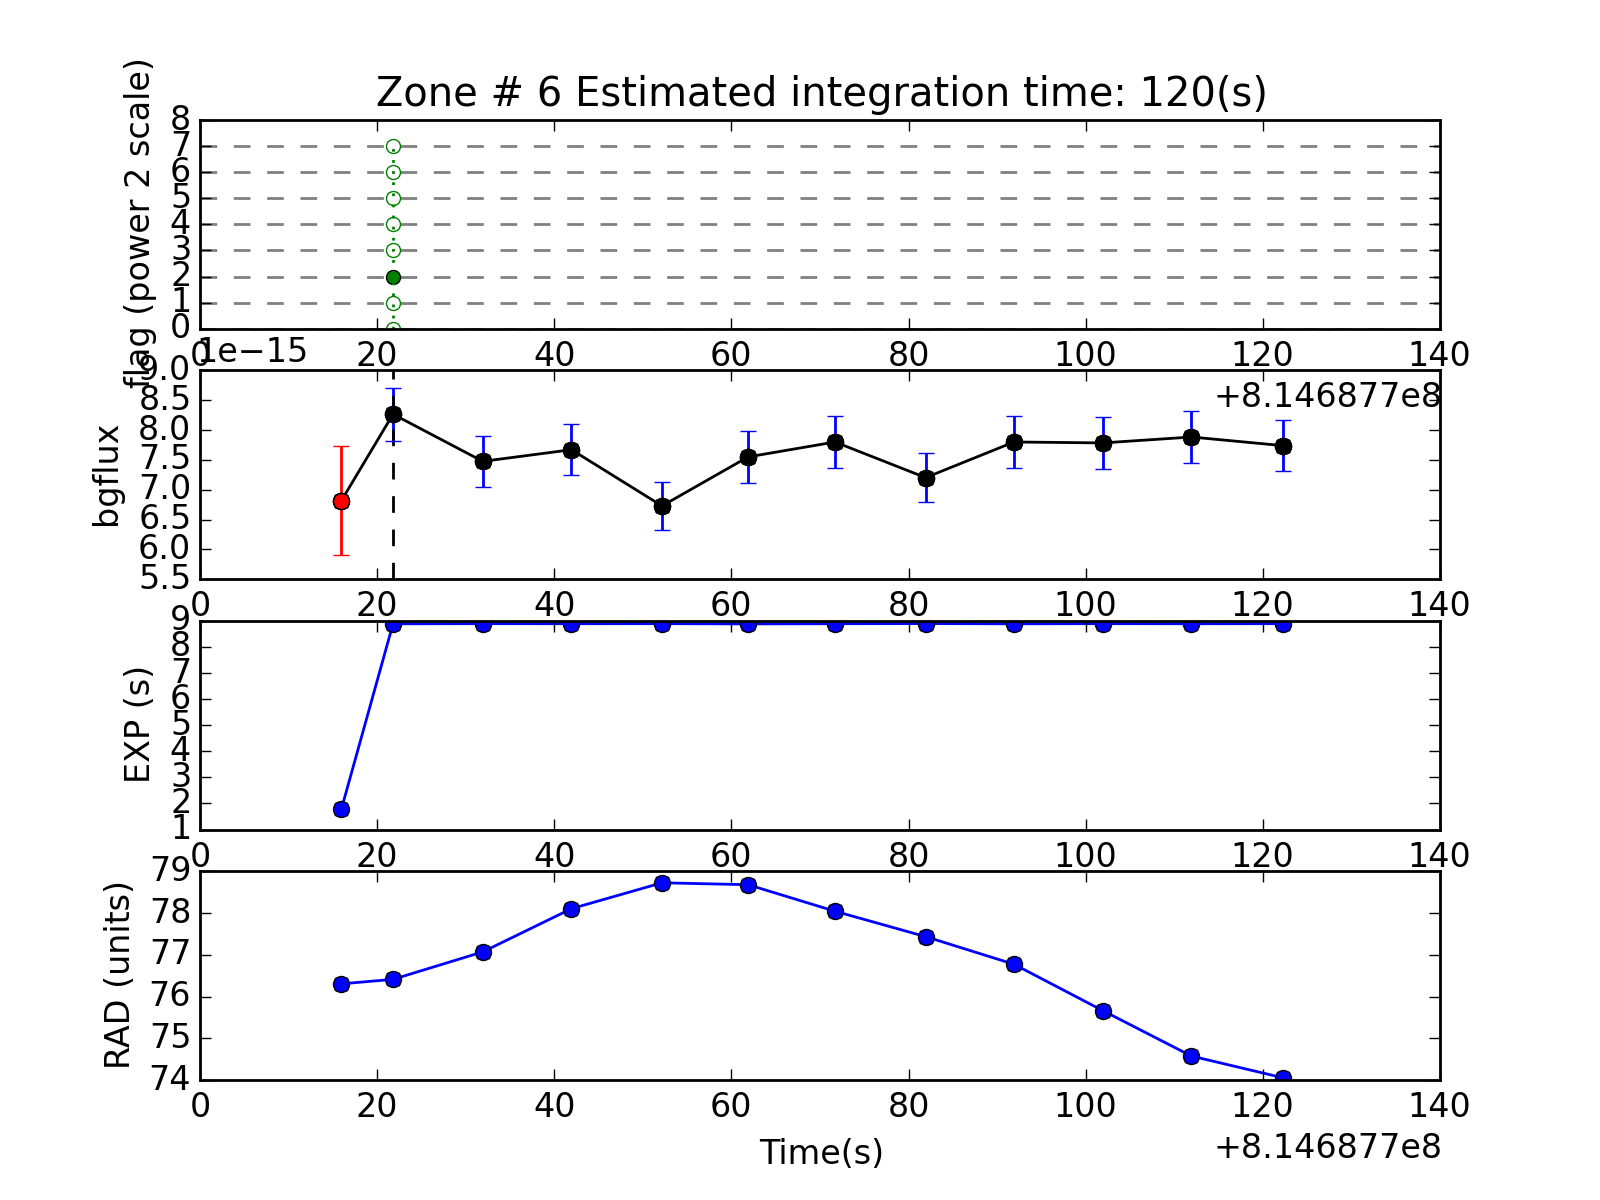 Zone # 6 Estimated integration time: 120(s)
flag (power 2 scale)
8
7
6
5
4
3
2
1
0
0 20 40 60 80 100 120 140
1e−15
+8.146877e8
bgflux
9.0
8.5
8.0
7.5
7.0
6.5
6.0
5.5
0 20 40 60 80 100 120 140
EXP (s)
9
8
7
6
5
4
3
2
1
0 20 40 60 80 100 120 140
RAD (units)
79
78
77
76
75
74
0 20 40 60 80 100 120 140
Time(s)
+8.146877e8